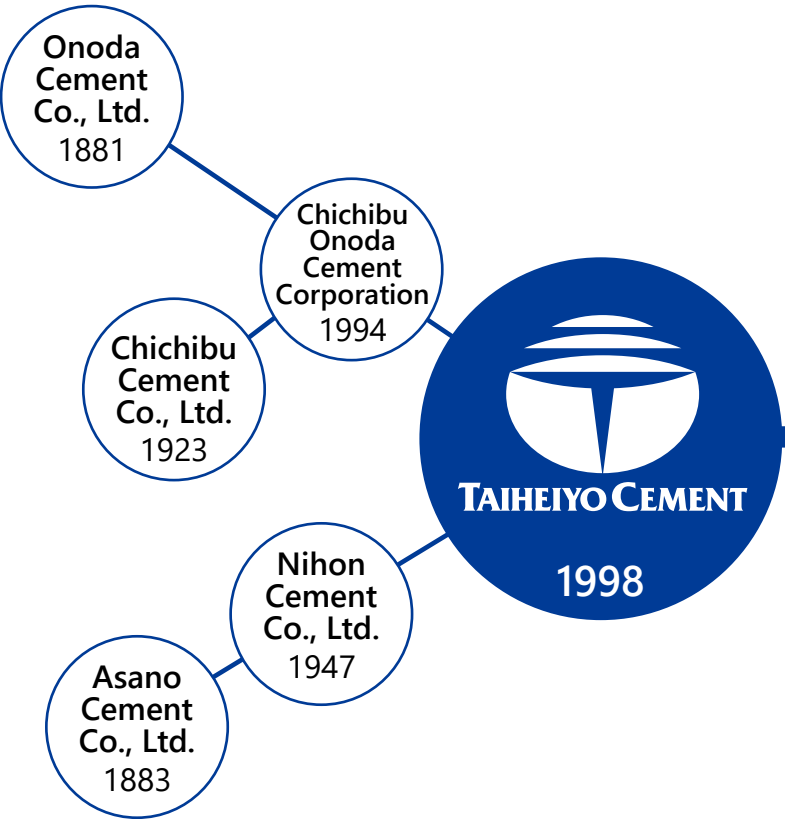 Onoda
Cement
Co., Ltd.
1881
Chichibu
Onoda
Cement
Corporation
1994
Chichibu
Cement
Co., Ltd.
1923
TAIHEIYO CEMENT
1998
Nihon
Cement
Co., Ltd.
1947
Asano
Cement
Co., Ltd.
1883